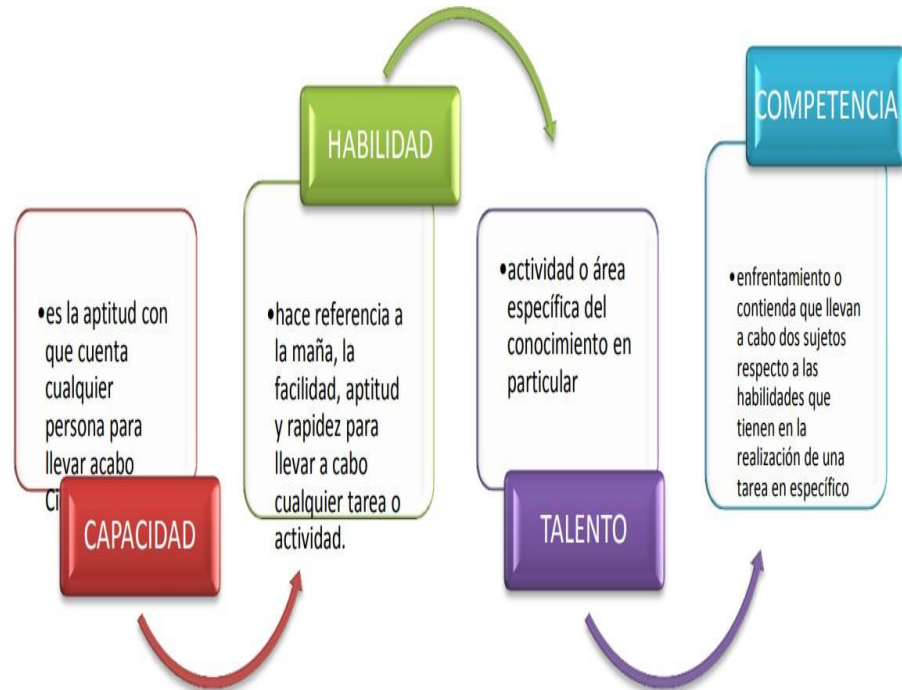 •es la aptitud con
que cuenta
cualquier
persona para
llevar acabo
CAPACIDAD
HABILIDAD
•hace referencia a
la maña, la
facilidad, aptitud
y rapidez para
llevar a cabo
cualquier tarea o
actividad.
•actividad o área
específica del
conocimiento en
particular
TALENTO
COMPETENCIA
•enfrentamiento o
contienda que llevan
a cabo dos sujetos
respecto a las
habilidades que
tienen en la
realización de una
tarea en específico